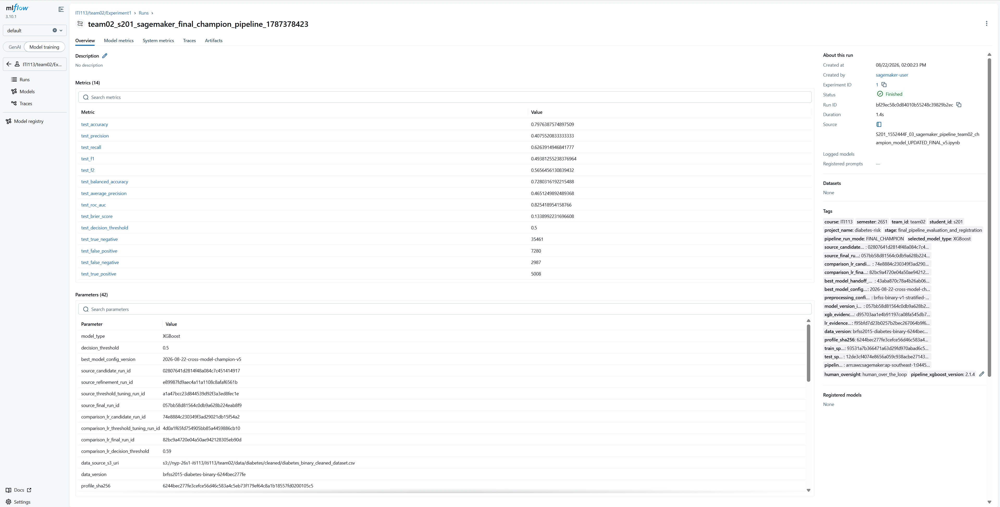 mlflow
3.10.1
default
GenAI
Model training
ITI113/team02/Ex...
Runs
Models
Traces
Model registry
Docs
Settings
ITI113/team02/Experiment1 > Runs >
team02_s201_sagemaker_final_champion_pipeline_1787378423
Overview Model metrics System metrics Traces Artifacts
Description
No description
Metrics (14)
Search metrics
Metric Value
test_accuracy 0.7976387574897509
test_precision 0.4075520833333333
test_recall 0.6263914946841777
test_f1 0.49381255238376964
test_f2 0.5656456130839432
test_balanced_accuracy 0.7280316192215488
test_average_precision 0.4651249892489368
test_roc_auc 0.825418954158766
test_brier_score 0.1338992231696608
test_decision_threshold 0.5
test_true_negative 35461
test_false_positive 7280
test_false_negative 2987
test_true_positive 5008
Parameters (42)
Search parameters
Parameter Value
model_type XGBoost
decision_threshold 0.5
best_model_config_version 2026-08-22-cross-model-champion-v5
source_candidate_run_id 02807641d2814f48a084c7c451414917
source_refinement_run_id e89987fd9aec4a11a1108c8afaf6561b
source_threshold_tuning_run_id a1a47bcc23d844539d92f3a3ed8fec1e
source_final_run_id 057bb58d81564c0db9a628b224eab8f9
comparison_lr_candidate_run_id 74e8884c230349f3ad29021db15f54a2
comparison_lr_threshold_tuning_run_id 4d0a1f65fd754905bb85a4459886cb10
comparison_lr_final_run_id 82bc9a4720e04a50ae942128305eb90d
comparison_lr_decision_threshold 0.59
data_source_s3_uri s3://nyp-26s1-iti113/iti113/team02/data/diabetes/cleaned/diabetes_binary_cleaned_dataset.csv
data_version brfss2015-diabetes-binary-6244bec277fe
profile_sha256 6244bec277fe3cefce56d46c583a4c5eb73f179ef64c8a1b18557fd0200105c5
About this run
Created at 08/22/2026, 02:00:23 PM
Created by sagemaker-user
Experiment ID 1
Status Finished
Run ID bf29ec58c0d84010b55248c39829b2ec
Duration 1.4s
Source
S201_1552444F_03_sagemaker_pipeline_team02_ch
ampion_model_UPDATED_FINAL_v5.ipynb
Logged models
Registered prompts —
Datasets
None
Tags
course: ITI113 semester: 26S1 team_id: team02 student_id: s201
project_name: diabetes-risk stage: final_pipeline_evaluation_and_registration
pipeline_run_mode: FINAL_CHAMPION selected_model_type: XGBoost
source_candidate... : 02807641d2814f48a084c7c4...
source_final_ru...: 057bb58d81564c0db9a628b224...
comparison_lr_candi... : 74e8884c230349f3ad290...
comparison_lr_fina...: 82bc9a4720e04a50ae94212...
best_model_handoff_... : 43aba870c78a4b26ab06...
best_model_config...: 2026-08-22-cross-model-ch...
preprocessing_confi... : brfss-binary-v1-stratified-...
model_version_i... : 057bb58d81564c0db9a628b2...
xgb_evidenc...: d95703aa1e4b91197ca08fa545db7...
lr_evidence...: f95bfd7d23b0257b2bec267064b9f6...
data_version: brfss2015-diabetes-binary-6244bec...
profile_sha256: 6244bec277fe3cefce56d46c583a4...
train_sp...: 93531a7b366471a63d29fd970abad6c5...
test_sp... : 12de3cf4074e8656a059c938acbe27143...
pipelin... : arn:aws:sagemaker:ap-southeast-1:0445...
human_oversight: human_over_the_loop pipeline_xgboost_version: 2.1.4
Registered models
None